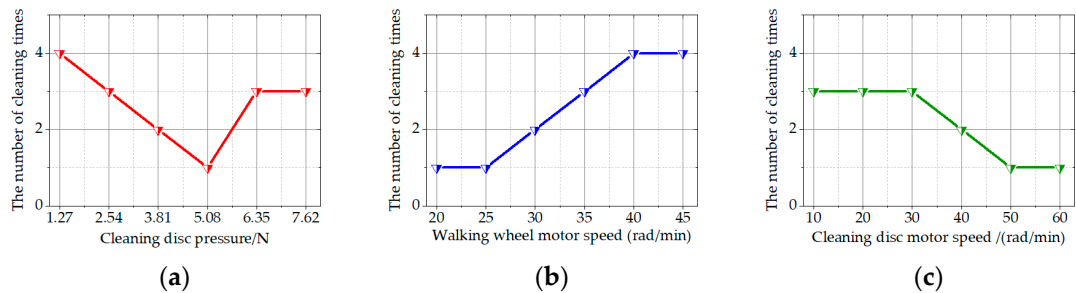 The number of cleaning times
4
2
0
1.27 2.54 3.81 5.08 6.35 7.62
Cleaning disc pressure/N
(a)
The number of cleaning times
4
2
0
20 25 30 35 40 45
Walking wheel motor speed (rad/min)
(b)
The number of cleaning times
4
2
0
10 20 30 40 50 60
Cleaning disc motor speed /(rad/min)
(c)